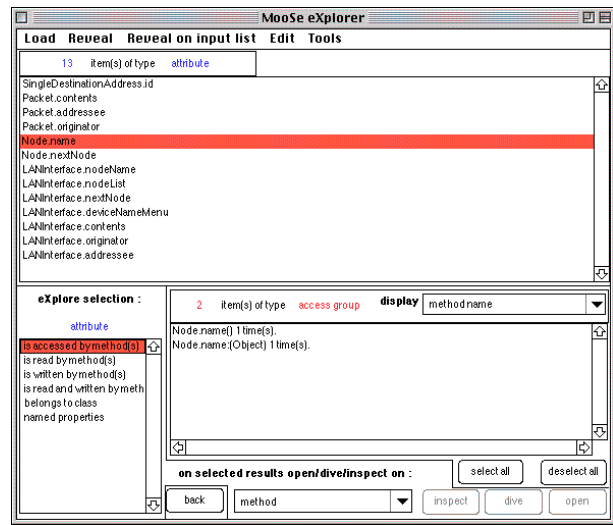 MooSe eXplorer
Load Reveal Reveal on input list Edit Tools
13 item(s) of type attribute
SingleDestinationAddress.id
Packet.contents
Packet.addressee
Packet.originator
Node.name
Node.nextNode
LANInterface.nodeName
LANInterface.nodeList
LANInterface.nextNode
LANInterface.deviceNameMenu
LANInterface.contents
LANInterface.originator
LANInterface.addressee
eXplore selection :
attribute
is accessed by method(s)
is read by method(s)
is written by method(s)
is read and written by meth
belongs to class
named properties
2 item(s) of type access group display method name
Node.name() 1 time(s).
Node.name:(Object) 1 time(s).
select all deselect all
on selected results open/dive/inspect on :
back method inspect dive open